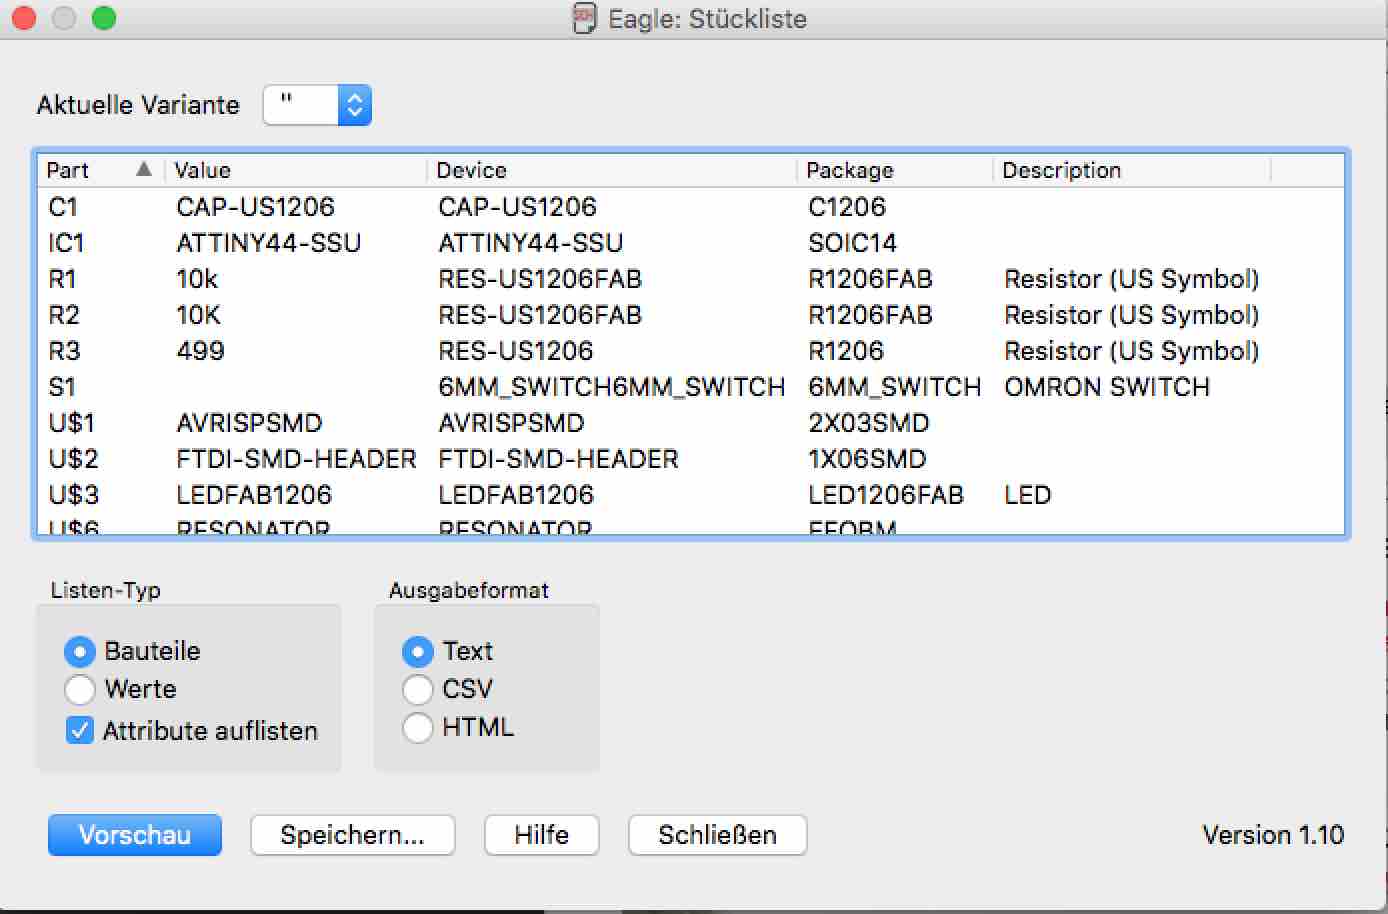 Eagle: Stückliste
Aktuelle Variante "
Part Value Device Package Description
C1 CAP-US1206 CAP-US1206 C1206
IC1 ATTINY44-SSU ATTINY44-SSU SOIC14
R1 10k RES-US1206FAB R1206FAB Resistor (US Symbol)
R2 10K RES-US1206FAB R1206FAB Resistor (US Symbol)
R3 499 RES-US1206 R1206 Resistor (US Symbol)
S1 6MM_SWITCH6MM_SWITCH 6MM_SWITCH OMRON SWITCH
U$1 AVRISPSMD AVRISPSMD 2X03SMD
U$2 FTDI-SMD-HEADER FTDI-SMD-HEADER 1X06SMD
U$3 LEDFAB1206 LEDFAB1206 LED1206FAB LED
U$6 RESONATOR RESONATOR
Listen-Typ Ausgabeformat
Bauteile Text
Werte CSV
Attribute auflisten HTML
Vorschau Speichern... Hilfe Schließen Version 1.10